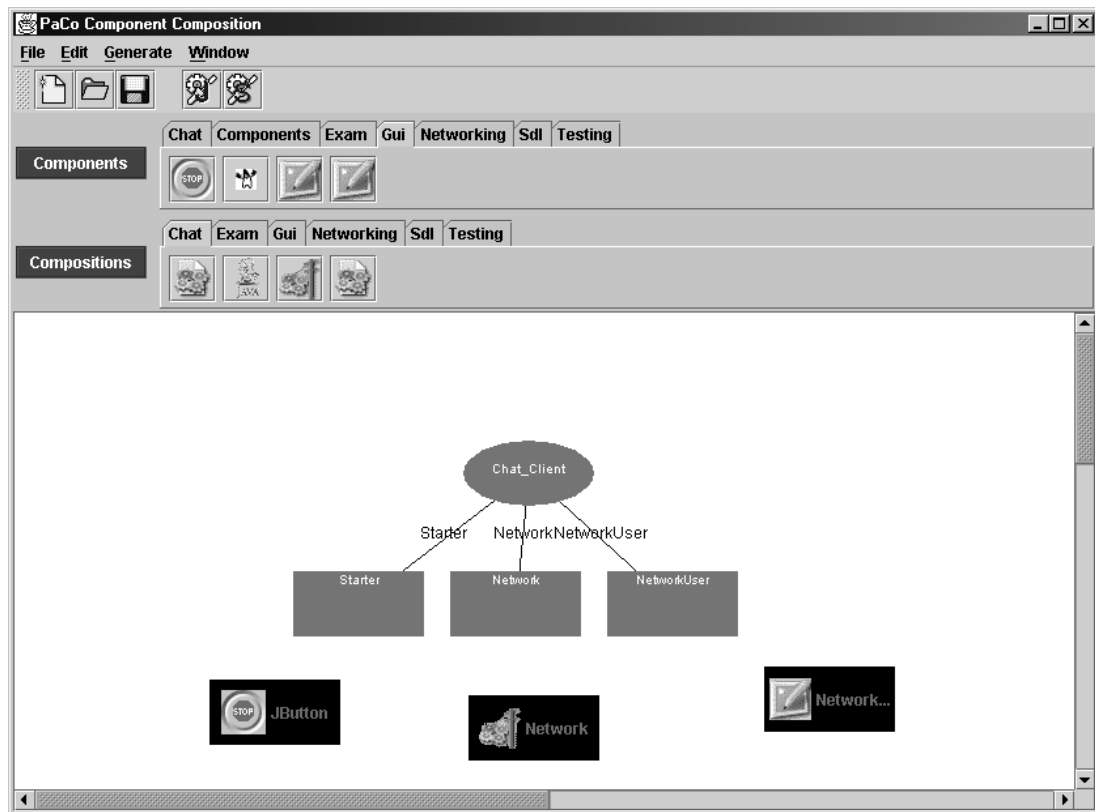 PaCo Component Composition
File Edit Generate Window
Components
Chat Components Exam Gui Networking Sdl Testing
STOP
Compositions
Chat Exam Gui Networking Sdl Testing
JAVA
Chat_Client
Starter NetworkNetworkUser
Starter Network NetworkUser
STOP JButton
Network
Network...